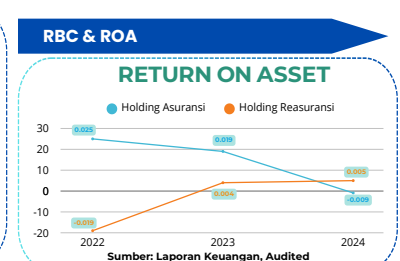 RBC & ROA
RETURN ON ASSET
Holding Asuransi Holding Reasuransi
30
0.025
20
0.019
10
0.005
0
0.004
-0.009
-10
-0.019
-20
2022 2023 2024
Sumber: Laporan Keuangan, Audited